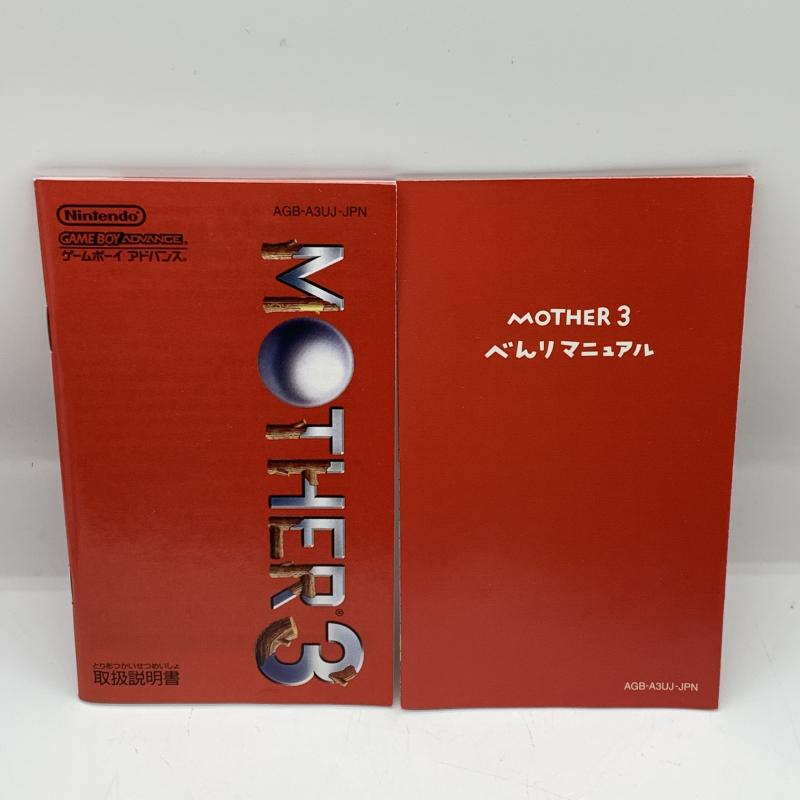 Nintendo
AGB-A3UJ-JPN
GAME BOY ADVANCE
ゲームボーイ アドバンス®
MOTHER3®
とりあつかいせつめいしょ
取扱説明書
MOTHER 3
べんりマニュアル
AGB-A3UJ-JPN